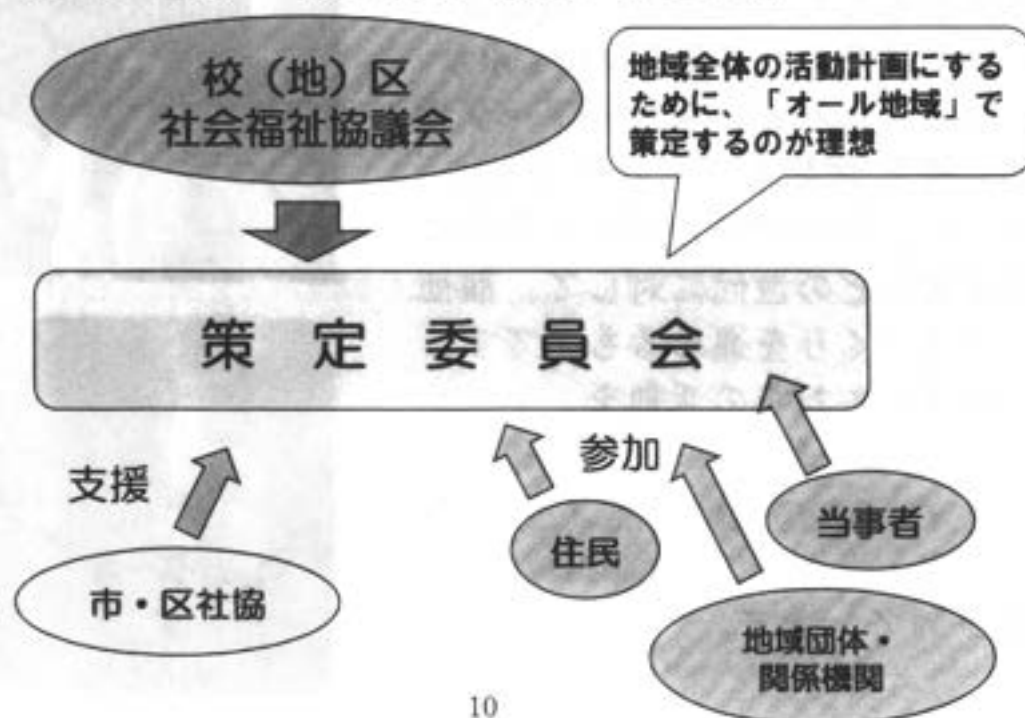 校（地）区
社会福祉協議会
地域全体の活動計画にする
ために、「オール地域」で
策定するのが理想
策定委員会
支援
参加
市・区社協
住民
当事者
地域団体・
関係機関
10